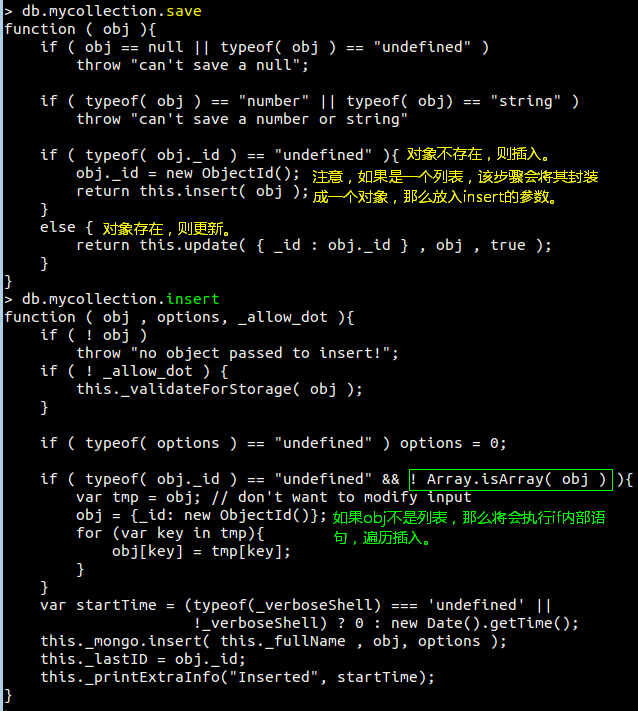 > db.mycollection.save
function ( obj ){
    if ( obj == null || typeof( obj ) == "undefined" )
        throw "can't save a null";

    if ( typeof( obj ) == "number" || typeof( obj) == "string" )
        throw "can't save a number or string"

    if ( typeof( obj._id ) == "undefined" ){ 对象不存在，则插入。
        obj._id = new ObjectId(); 注意，如果是一个列表，该步骤会将其封装
        return this.insert( obj ); 成一个对象，那么放入insert的参数。
    }
    else { 对象存在，则更新。
        return this.update( { _id : obj._id } , obj , true );
    }
}
> db.mycollection.insert
function ( obj , options, _allow_dot ){
    if ( ! obj )
        throw "no object passed to insert!";
    if ( ! _allow_dot ) {
        this._validateForStorage( obj );
    }

    if ( typeof( options ) == "undefined" ) options = 0;

    if ( typeof( obj._id ) == "undefined" && ! Array.isArray( obj ) ){
        var tmp = obj; // don't want to modify input
        obj = {_id: new ObjectId()}; 如果obj不是列表，那么将会执行if内部语
        for (var key in tmp){ 句，遍历插入。
            obj[key] = tmp[key];
        }
    }
    var startTime = (typeof(_verboseShell) === 'undefined' ||
                     !_verboseShell) ? 0 : new Date().getTime();
    this._mongo.insert( this._fullName , obj, options );
    this._lastID = obj._id;
    this._printExtraInfo("Inserted", startTime);
}